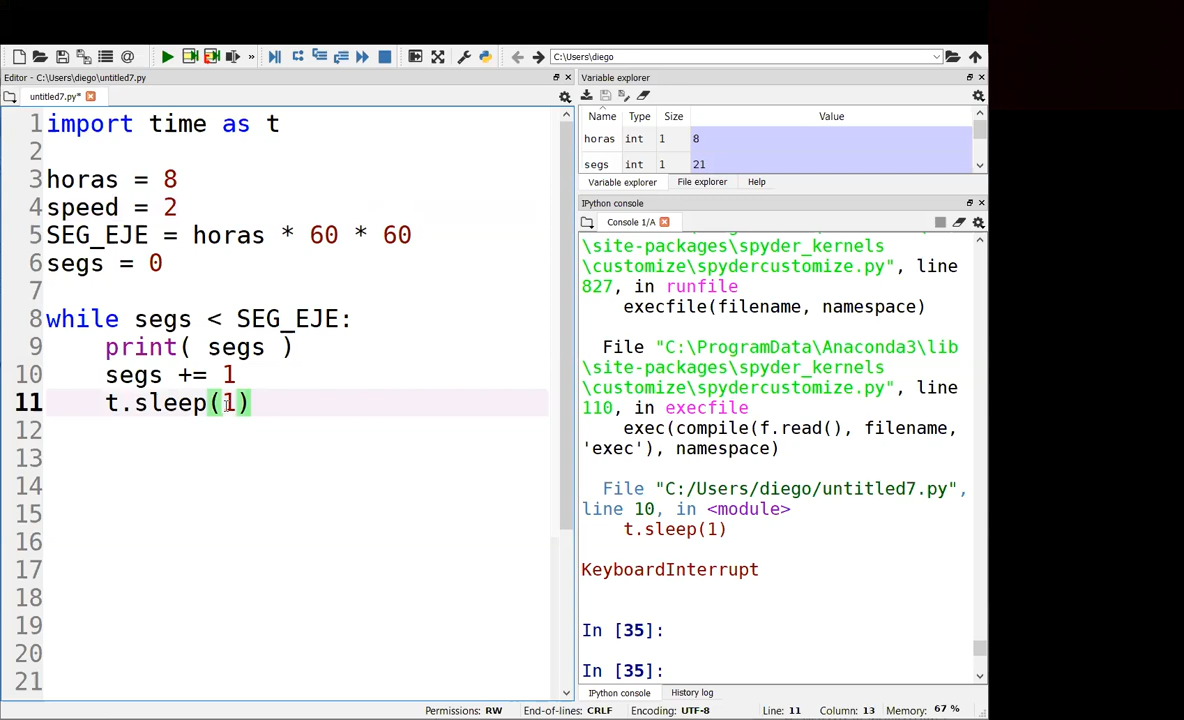 C:\Users\diego
Editor - C:\Users\diego\untitled7.py
untitled7.py*
1 import time as t
2
3 horas = 8
4 speed = 2
5 SEG_EJE = horas * 60 * 60
6 segs = 0
7
8 while segs < SEG_EJE:
9 print( segs )
10 segs += 1
11 t.sleep(1)
12
13
14
15
16
17
18
19
20
21
Variable explorer
Name Type Size Value
horas int 1 8
segs int 1 21
Variable explorer File explorer Help
IPython console
Console 1/A
\site-packages\spyder_kernels
\customize\spydercustomize.py", line
827, in runfile
execfile(filename, namespace)
File "C:\ProgramData\Anaconda3\lib
\site-packages\spyder_kernels
\customize\spydercustomize.py", line
110, in execfile
exec(compile(f.read(), filename,
'exec'), namespace)
File "C:/Users/diego/untitled7.py",
line 10, in <module>
t.sleep(1)
KeyboardInterrupt
In [35]:
In [35]:
IPython console History log
Permissions: RW End-of-lines: CRLF Encoding: UTF-8 Line: 11 Column: 13 Memory: 67 %